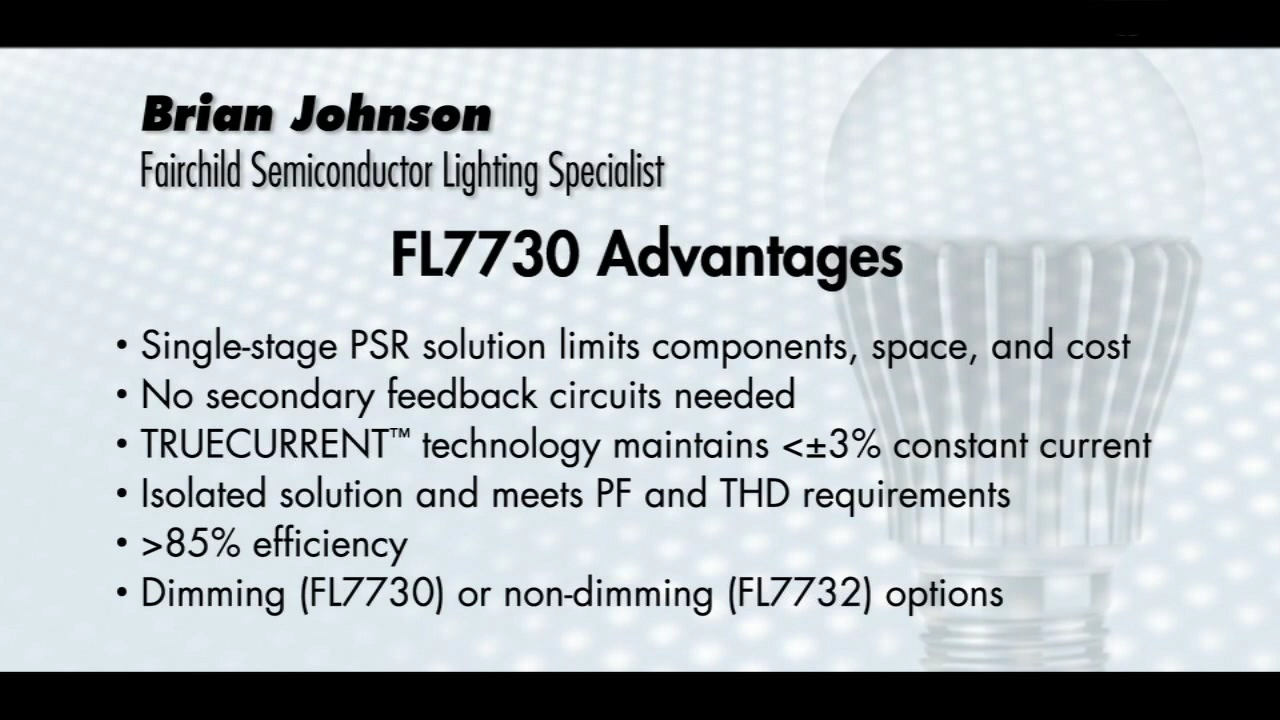 Brian Johnson
Fairchild Semiconductor Lighting Specialist
FL7730 Advantages
• Single-stage PSR solution limits components, space, and cost
• No secondary feedback circuits needed
• TRUECURRENT™ technology maintains <±3% constant current
• Isolated solution and meets PF and THD requirements
• >85% efficiency
• Dimming (FL7730) or non-dimming (FL7732) options